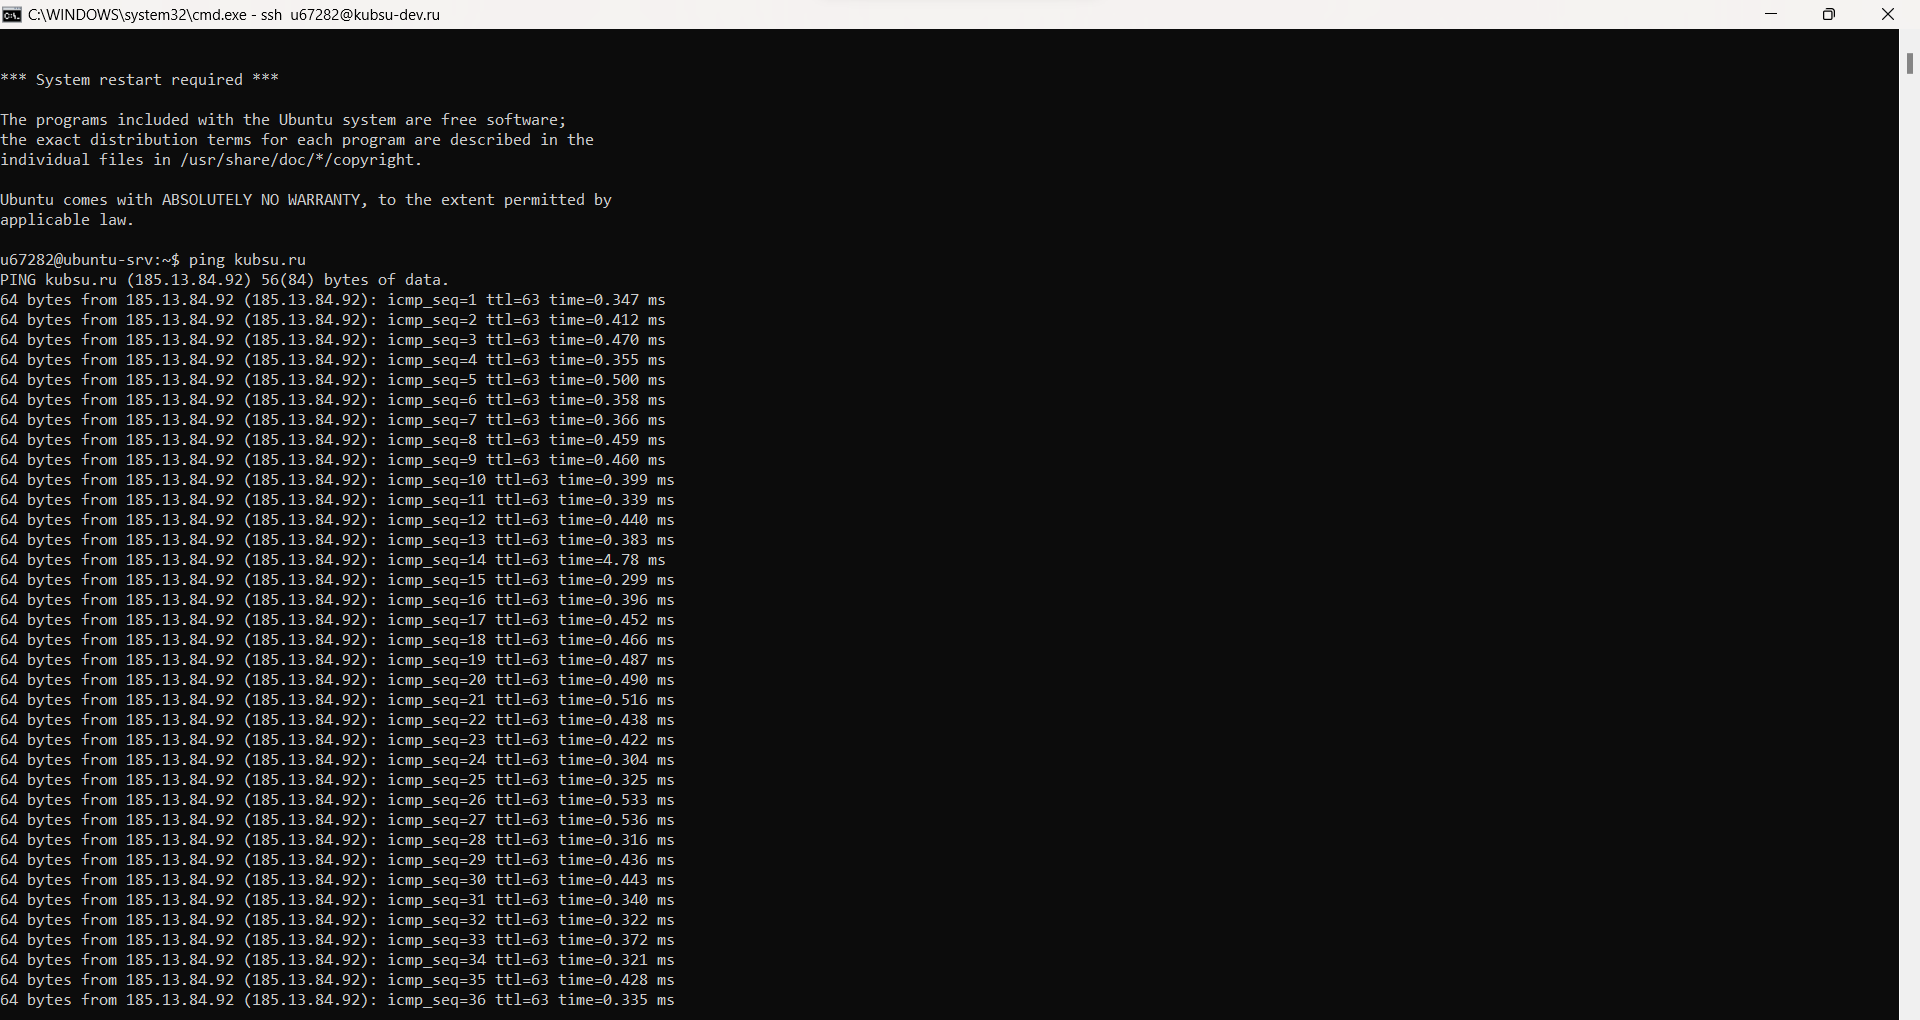 C:\WINDOWS\system32\cmd.exe - ssh u67282@kubsu-dev.ru
*** System restart required ***
The programs included with the Ubuntu system are free software;
the exact distribution terms for each program are described in the
individual files in /usr/share/doc/*/copyright.
Ubuntu comes with ABSOLUTELY NO WARRANTY, to the extent permitted by
applicable law.
u67282@ubuntu-srv:~$ ping kubsu.ru
PING kubsu.ru (185.13.84.92) 56(84) bytes of data.
64 bytes from 185.13.84.92 (185.13.84.92): icmp_seq=1 ttl=63 time=0.347 ms
64 bytes from 185.13.84.92 (185.13.84.92): icmp_seq=2 ttl=63 time=0.412 ms
64 bytes from 185.13.84.92 (185.13.84.92): icmp_seq=3 ttl=63 time=0.470 ms
64 bytes from 185.13.84.92 (185.13.84.92): icmp_seq=4 ttl=63 time=0.355 ms
64 bytes from 185.13.84.92 (185.13.84.92): icmp_seq=5 ttl=63 time=0.500 ms
64 bytes from 185.13.84.92 (185.13.84.92): icmp_seq=6 ttl=63 time=0.358 ms
64 bytes from 185.13.84.92 (185.13.84.92): icmp_seq=7 ttl=63 time=0.366 ms
64 bytes from 185.13.84.92 (185.13.84.92): icmp_seq=8 ttl=63 time=0.459 ms
64 bytes from 185.13.84.92 (185.13.84.92): icmp_seq=9 ttl=63 time=0.460 ms
64 bytes from 185.13.84.92 (185.13.84.92): icmp_seq=10 ttl=63 time=0.399 ms
64 bytes from 185.13.84.92 (185.13.84.92): icmp_seq=11 ttl=63 time=0.339 ms
64 bytes from 185.13.84.92 (185.13.84.92): icmp_seq=12 ttl=63 time=0.440 ms
64 bytes from 185.13.84.92 (185.13.84.92): icmp_seq=13 ttl=63 time=0.383 ms
64 bytes from 185.13.84.92 (185.13.84.92): icmp_seq=14 ttl=63 time=4.78 ms
64 bytes from 185.13.84.92 (185.13.84.92): icmp_seq=15 ttl=63 time=0.299 ms
64 bytes from 185.13.84.92 (185.13.84.92): icmp_seq=16 ttl=63 time=0.396 ms
64 bytes from 185.13.84.92 (185.13.84.92): icmp_seq=17 ttl=63 time=0.452 ms
64 bytes from 185.13.84.92 (185.13.84.92): icmp_seq=18 ttl=63 time=0.466 ms
64 bytes from 185.13.84.92 (185.13.84.92): icmp_seq=19 ttl=63 time=0.487 ms
64 bytes from 185.13.84.92 (185.13.84.92): icmp_seq=20 ttl=63 time=0.490 ms
64 bytes from 185.13.84.92 (185.13.84.92): icmp_seq=21 ttl=63 time=0.516 ms
64 bytes from 185.13.84.92 (185.13.84.92): icmp_seq=22 ttl=63 time=0.438 ms
64 bytes from 185.13.84.92 (185.13.84.92): icmp_seq=23 ttl=63 time=0.422 ms
64 bytes from 185.13.84.92 (185.13.84.92): icmp_seq=24 ttl=63 time=0.304 ms
64 bytes from 185.13.84.92 (185.13.84.92): icmp_seq=25 ttl=63 time=0.325 ms
64 bytes from 185.13.84.92 (185.13.84.92): icmp_seq=26 ttl=63 time=0.533 ms
64 bytes from 185.13.84.92 (185.13.84.92): icmp_seq=27 ttl=63 time=0.536 ms
64 bytes from 185.13.84.92 (185.13.84.92): icmp_seq=28 ttl=63 time=0.316 ms
64 bytes from 185.13.84.92 (185.13.84.92): icmp_seq=29 ttl=63 time=0.436 ms
64 bytes from 185.13.84.92 (185.13.84.92): icmp_seq=30 ttl=63 time=0.443 ms
64 bytes from 185.13.84.92 (185.13.84.92): icmp_seq=31 ttl=63 time=0.340 ms
64 bytes from 185.13.84.92 (185.13.84.92): icmp_seq=32 ttl=63 time=0.322 ms
64 bytes from 185.13.84.92 (185.13.84.92): icmp_seq=33 ttl=63 time=0.372 ms
64 bytes from 185.13.84.92 (185.13.84.92): icmp_seq=34 ttl=63 time=0.321 ms
64 bytes from 185.13.84.92 (185.13.84.92): icmp_seq=35 ttl=63 time=0.428 ms
64 bytes from 185.13.84.92 (185.13.84.92): icmp_seq=36 ttl=63 time=0.335 ms